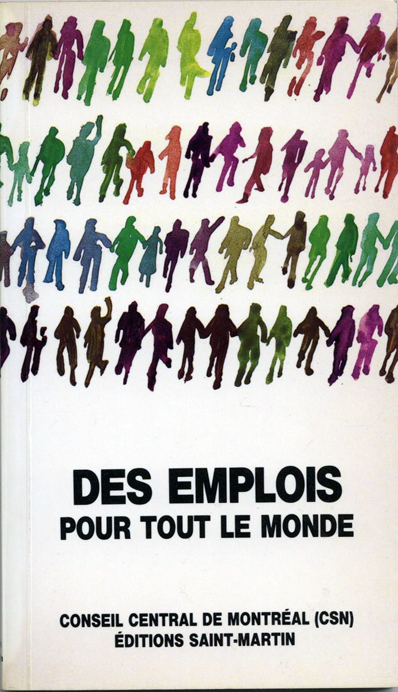 DES EMPLOIS
POUR TOUT LE MONDE
CONSEIL CENTRAL DE MONTRÉAL (CSN)
ÉDITIONS SAINT-MARTIN